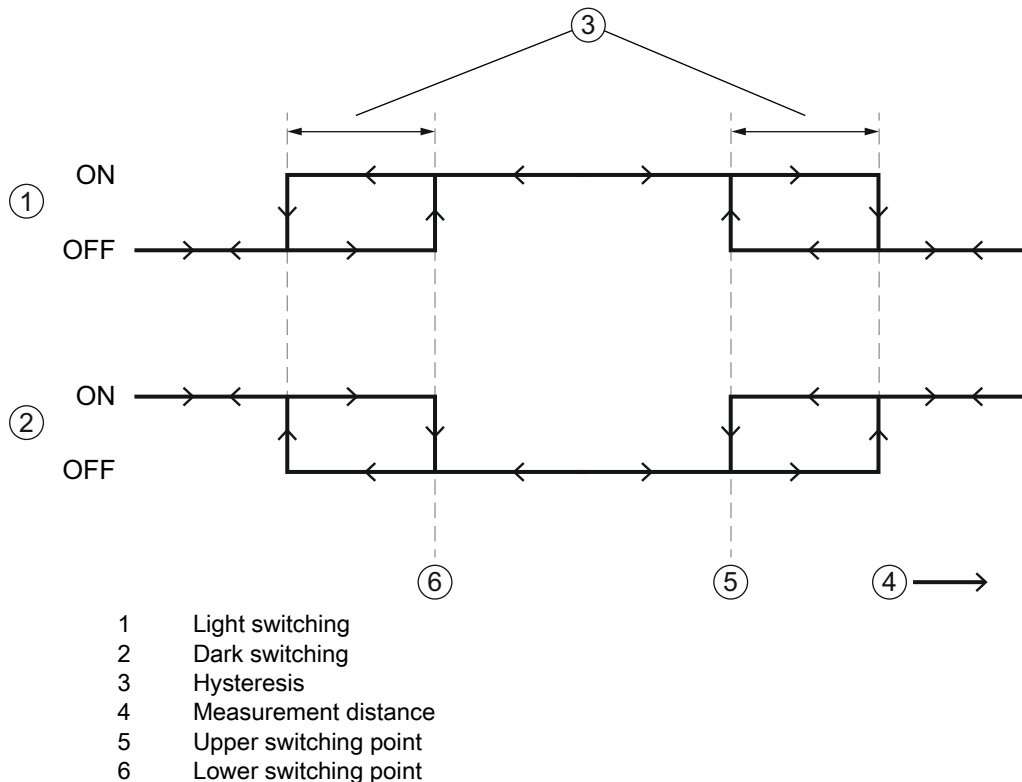 3
ON
1
OFF
ON
2
OFF
6 5 4
1 Light switching
2 Dark switching
3 Hysteresis
4 Measurement distance
5 Upper switching point
6 Lower switching point